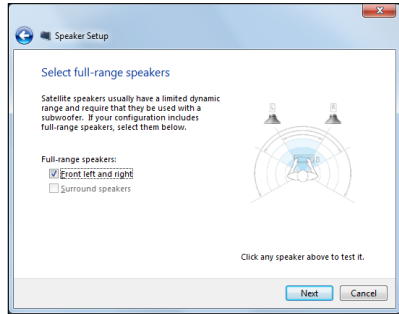 Speaker Setup
Select full-range speakers
Satellite speakers usually have a limited dynamic
range and require that they be used with a
subwoofer. If your configuration includes
full-range speakers, select them below.
L R
Full-range speakers:
Front left and right
Surround speakers
Click any speaker above to test it.
Next Cancel